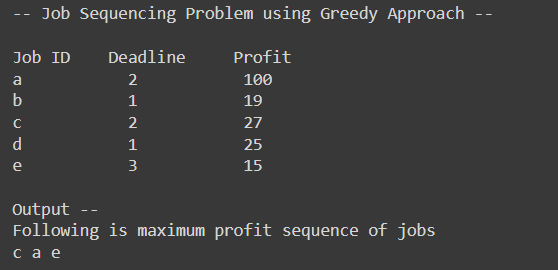 -- Job Sequencing Problem using Greedy Approach --
Job ID Deadline Profit
a 2 100
b 1 19
c 2 27
d 1 25
e 3 15
Output --
Following is maximum profit sequence of jobs
c a e